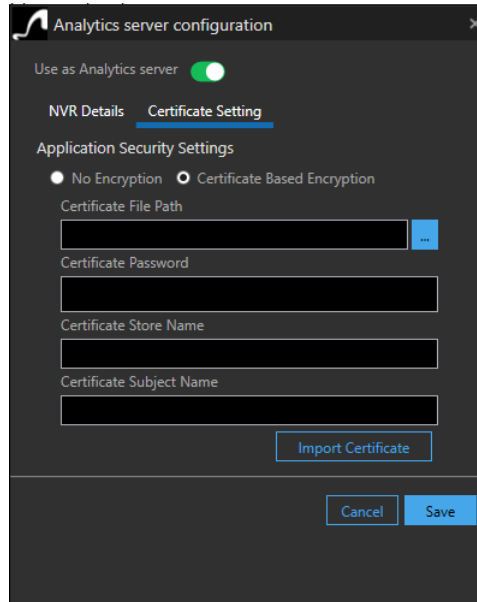 Analytics server configuration ×
Use as Analytics server
NVR Details Certificate Setting
Application Security Settings
No Encryption Certificate Based Encryption
Certificate File Path
...
Certificate Password
Certificate Store Name
Certificate Subject Name
Import Certificate
Cancel Save